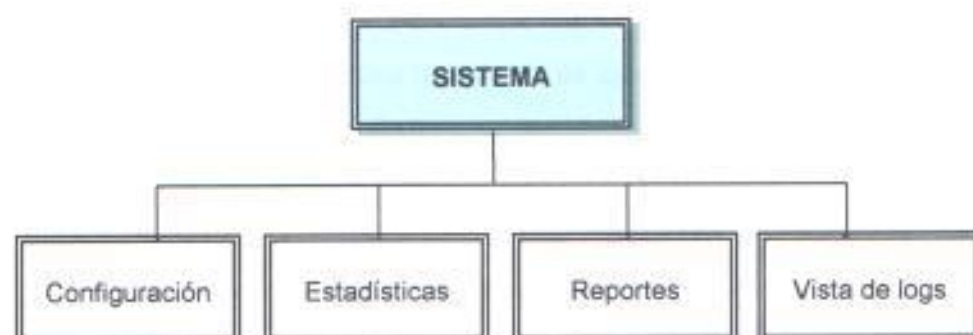 SISTEMA
Configuración
Estadísticas
Reportes
Vista de logs